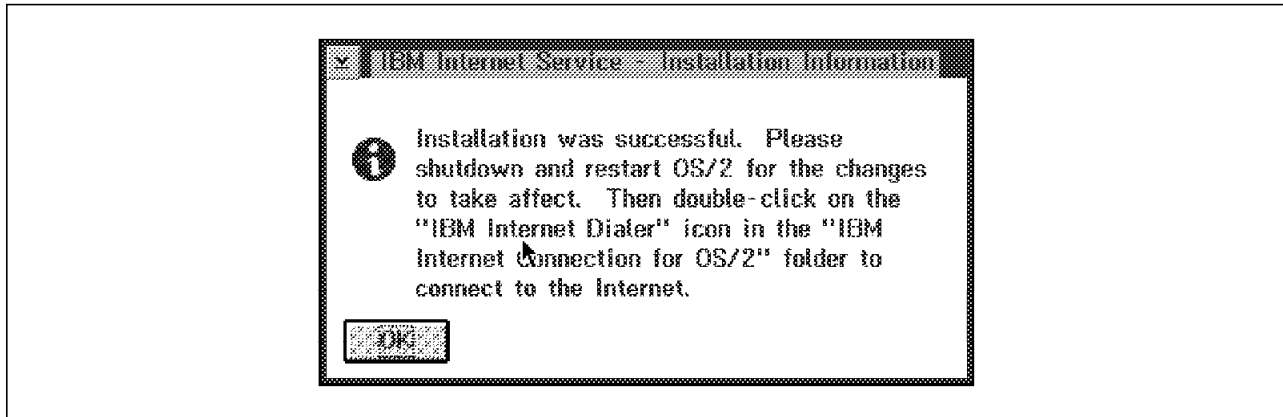 IBM Internet Service - Installation Information
Installation was successful. Please
shutdown and restart OS/2 for the changes
to take affect. Then double-click on the
"IBM Internet Dialer" icon in the "IBM
Internet Connection for OS/2" folder to
connect to the Internet.
OK